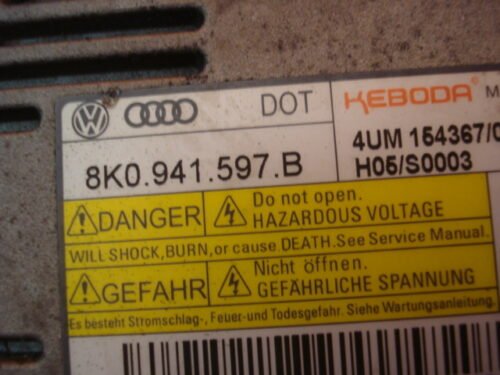 DOT KEBODA
8K0.941.597.B
4UM 154367/
H05/S0003
DANGER
Do not open.
HAZARDOUS VOLTAGE
WILL SHOCK, BURN, or cause DEATH. See Service Manual.
GEFAHR
Nicht öffnen.
GEFÄHRLICHE SPANNUNG
Es besteht Stromschlag-, Feuer-und Todesgefahr. Siehe Wartungsanleitung